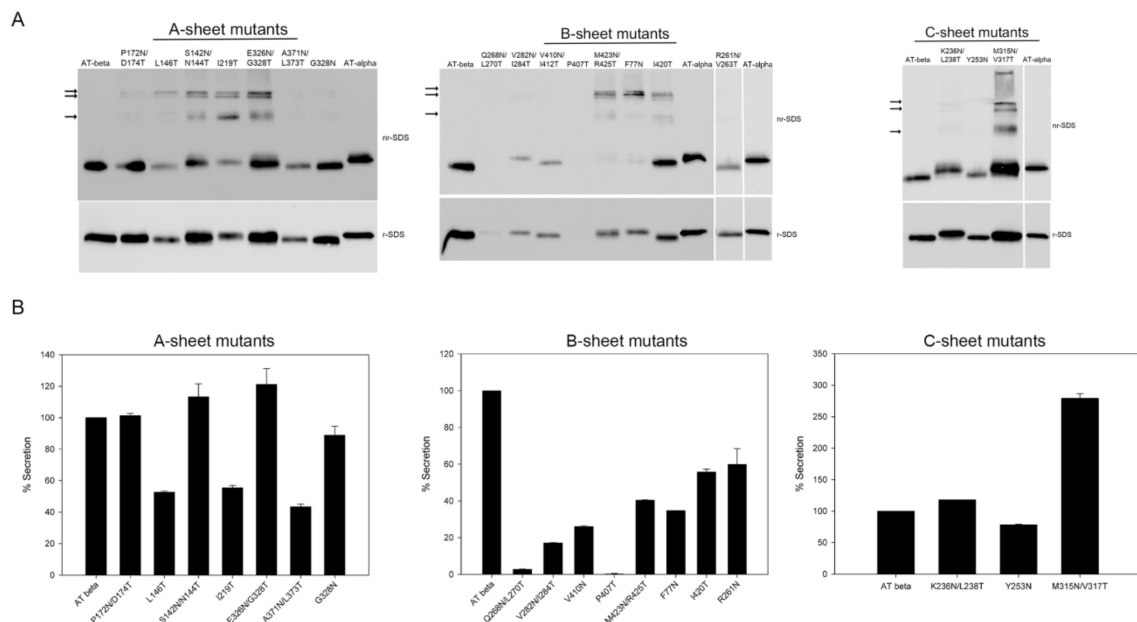 A
A-sheet mutants
P172N/ S142N/ E326N/ A371N/
AT-beta D174T L146T N144T I219T G328T L373T G328N AT-alpha
nr-SDS
r-SDS
B-sheet mutants
Q268N/ V282N/ V410N/ M423N/ R261N/
AT-beta L270T I284T I412T P407T R425T F77N I420T AT-alpha V263T AT-alpha
nr-SDS
r-SDS
C-sheet mutants
K236N/ M315N/
AT-beta L238T Y253N V317T AT-alpha
nr-SDS
r-SDS
B
A-sheet mutants
% Secretion
140
120
100
80
60
40
20
0
AT beta
P172N/D174T
L146T
S142N/N144T
I219T
E326N/G328T
A371N/L373T
G328N
B-sheet mutants
% Secretion
120
100
80
60
40
20
0
AT beta
Q268N/L270T
V282N/I284T
V410N
P407T
M423N/R425T
F77N
I420T
R261N
C-sheet mutants
% Secretion
350
300
250
200
150
100
50
0
AT beta
K236N/L238T
Y253N
M315N/V317T